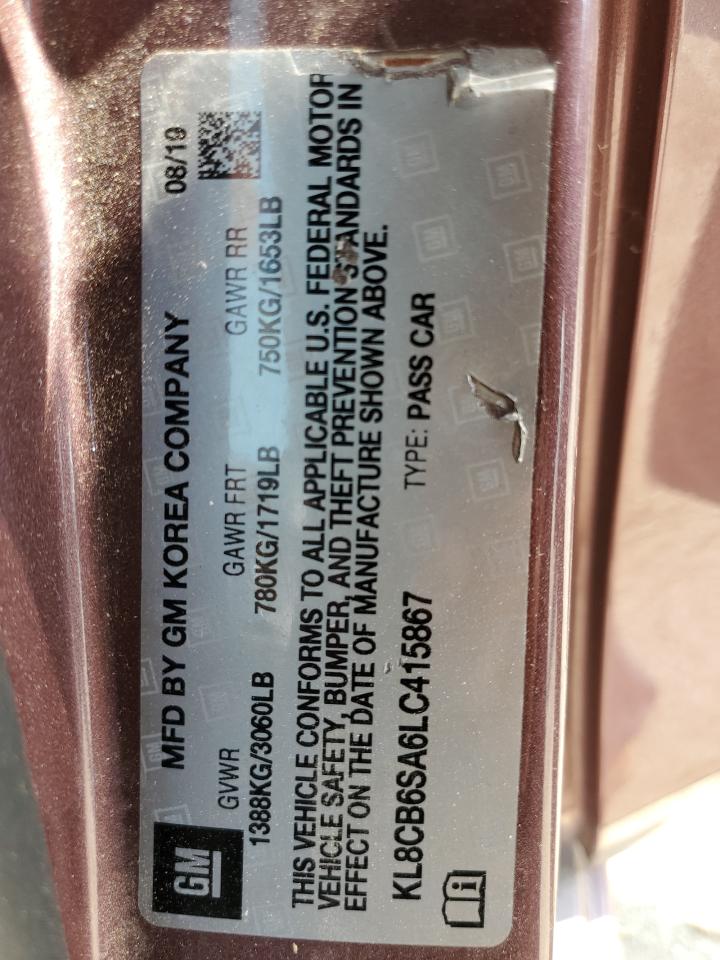 GM
MFD BY GM KOREA COMPANY 08/19
GVWR GAWR FRT GAWR RR
1388KG/3060LB 780KG/1719LB 750KG/1653LB
THIS VEHICLE CONFORMS TO ALL APPLICABLE U.S. FEDERAL MOTOR
VEHICLE SAFETY, BUMPER, AND THEFT PREVENTION STANDARDS IN
EFFECT ON THE DATE OF MANUFACTURE SHOWN ABOVE.
KL8CB6SA6LC415867 TYPE: PASS CAR